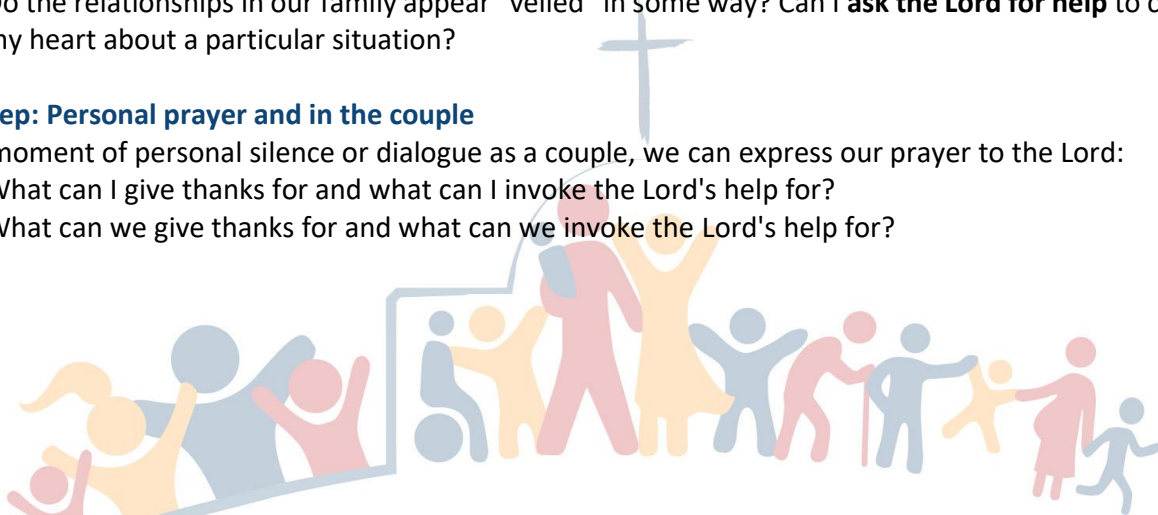 o the relationships in our family appear "veiled" in some way? Can I ask the Lord for help to
ny heart about a particular situation?
ep: Personal prayer and in the couple
moment of personal silence or dialogue as a couple, we can express our prayer to the Lord:
What can I give thanks for and what can I invoke the Lord's help for?
What can we give thanks for and what can we invoke the Lord's help for?